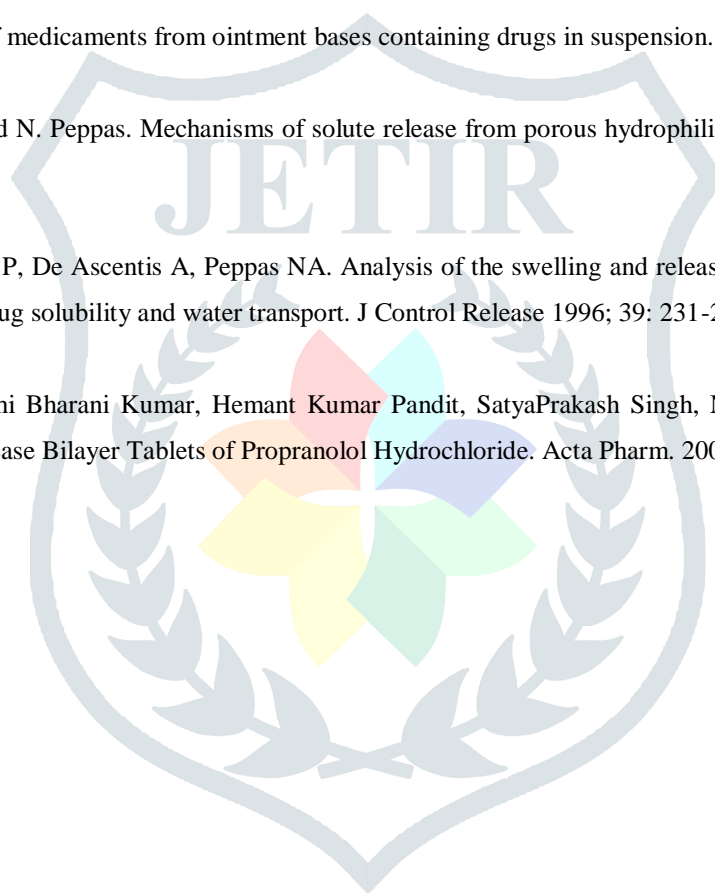 f medicaments from ointment bases containing drugs in suspension.
d N. Peppas. Mechanisms of solute release from porous hydrophili
JETIR
P, De Ascentis A, Peppas NA. Analysis of the swelling and releas
ug solubility and water transport. J Control Release 1996; 39: 231-2
ni Bharani Kumar, Hemant Kumar Pandit, SatyaPrakash Singh, M
ase Bilayer Tablets of Propranolol Hydrochloride. Acta Pharm. 200